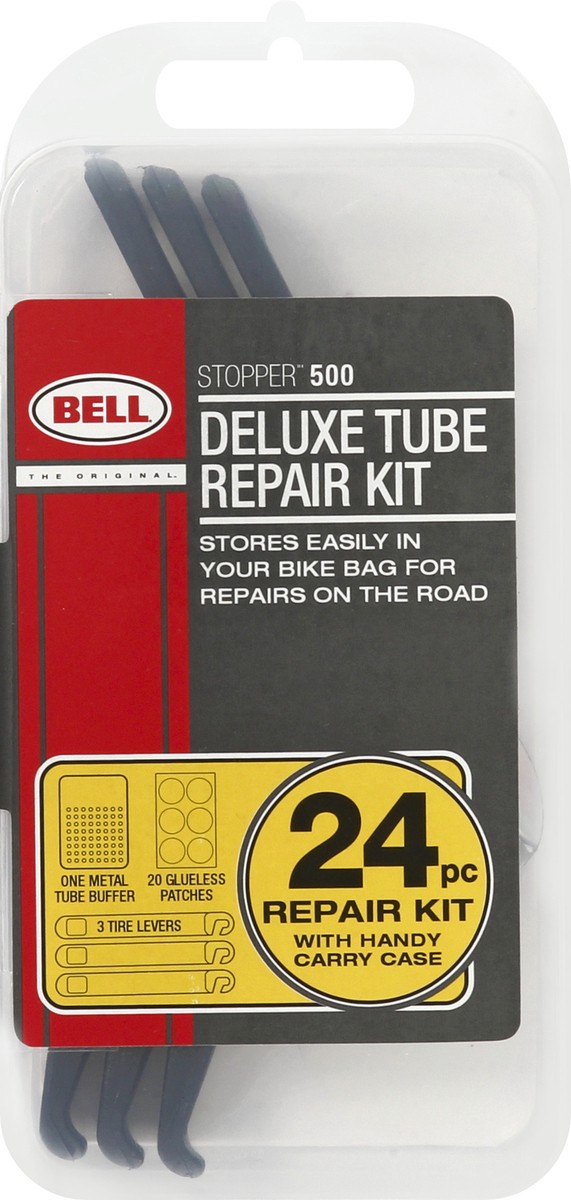 STOPPER™ 500
BELL
THE ORIGINAL.
DELUXE TUBE
REPAIR KIT
STORES EASILY IN
YOUR BIKE BAG FOR
REPAIRS ON THE ROAD
ONE METAL
TUBE BUFFER
20 GLUELESS
PATCHES
3 TIRE LEVERS
24pc
REPAIR KIT
WITH HANDY
CARRY CASE